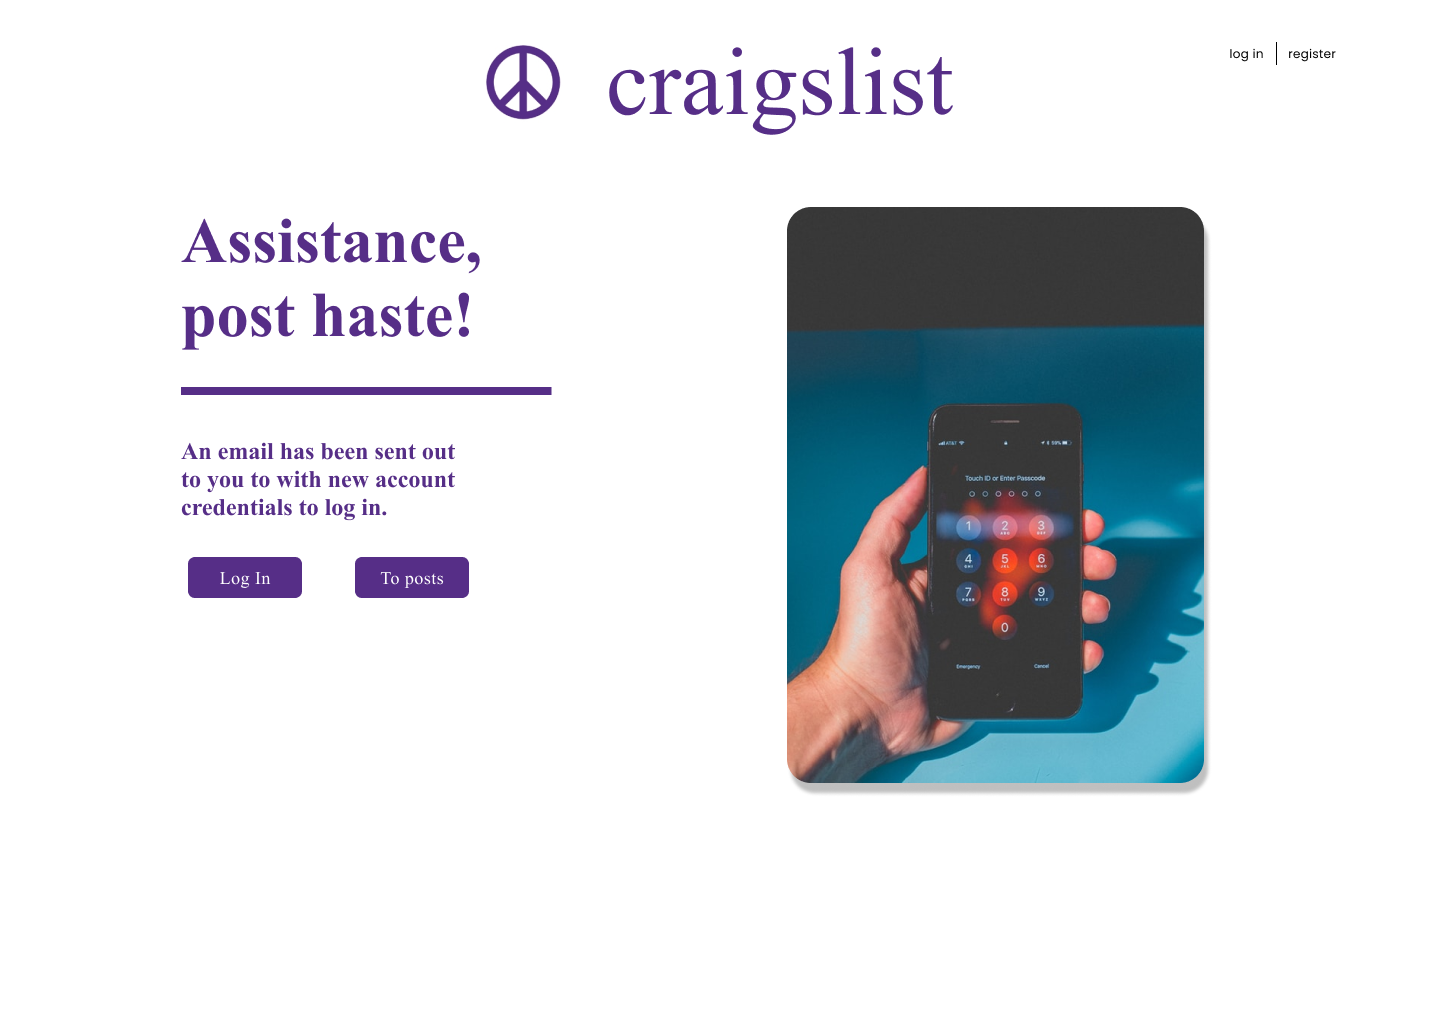 craigslist
log in
register
Assistance,
post haste!
An email has been sent out
to you to with new account
credentials to log in.
Log In
To posts
AT&T
59%
Touch ID or Enter Passcode
1
2
ABC
3
DEF
4
GHI
5
JKL
6
MNO
7
PQRS
8
TUV
9
WXYZ
0
Emergency
Cancel